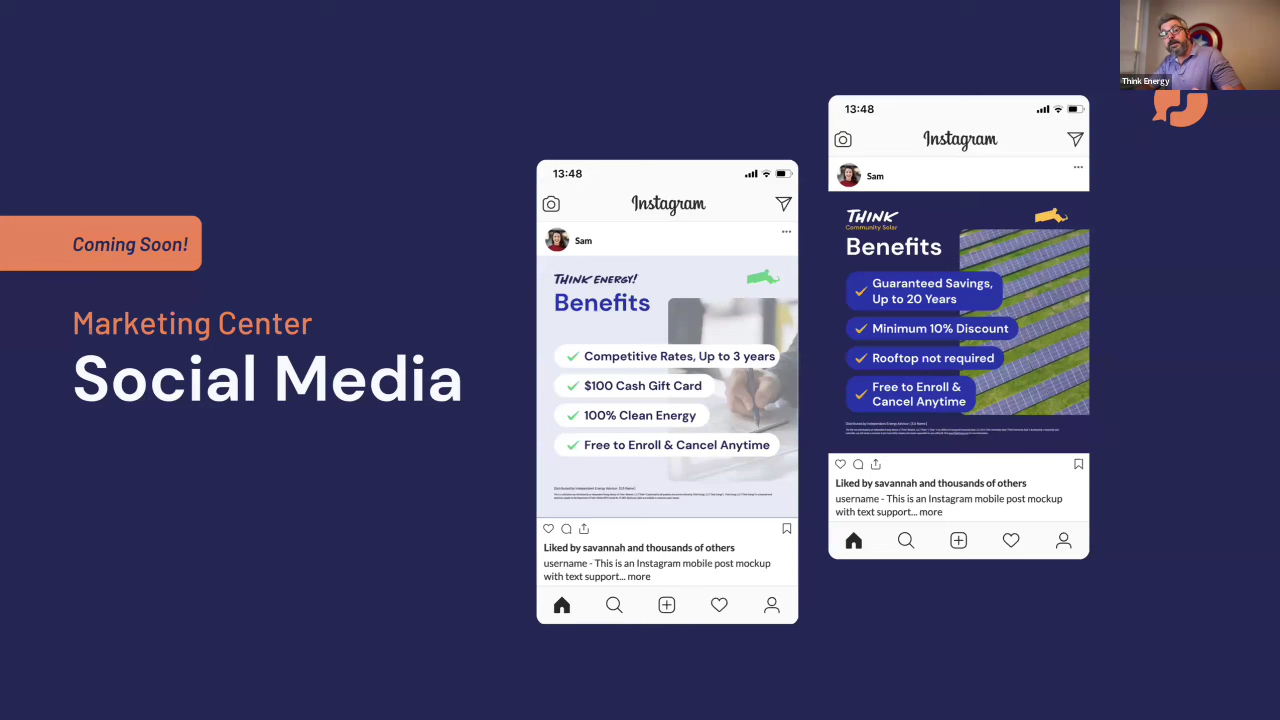 Think Energy
Coming Soon!
Marketing Center
Social Media
13:48
Instagram
Sam
THINK ENERGY!
Benefits
Competitive Rates, Up to 3 years
$100 Cash Gift Card
100% Clean Energy
Free to Enroll & Cancel Anytime
Liked by savannah and thousands of others
username - This is an Instagram mobile post mockup
with text support... more
13:48
Instagram
Sam
THINK
Community Solar
Benefits
Guaranteed Savings,
Up to 20 Years
Minimum 10% Discount
Rooftop not required
Free to Enroll &
Cancel Anytime
Liked by savannah and thousands of others
username - This is an Instagram mobile post mockup
with text support... more